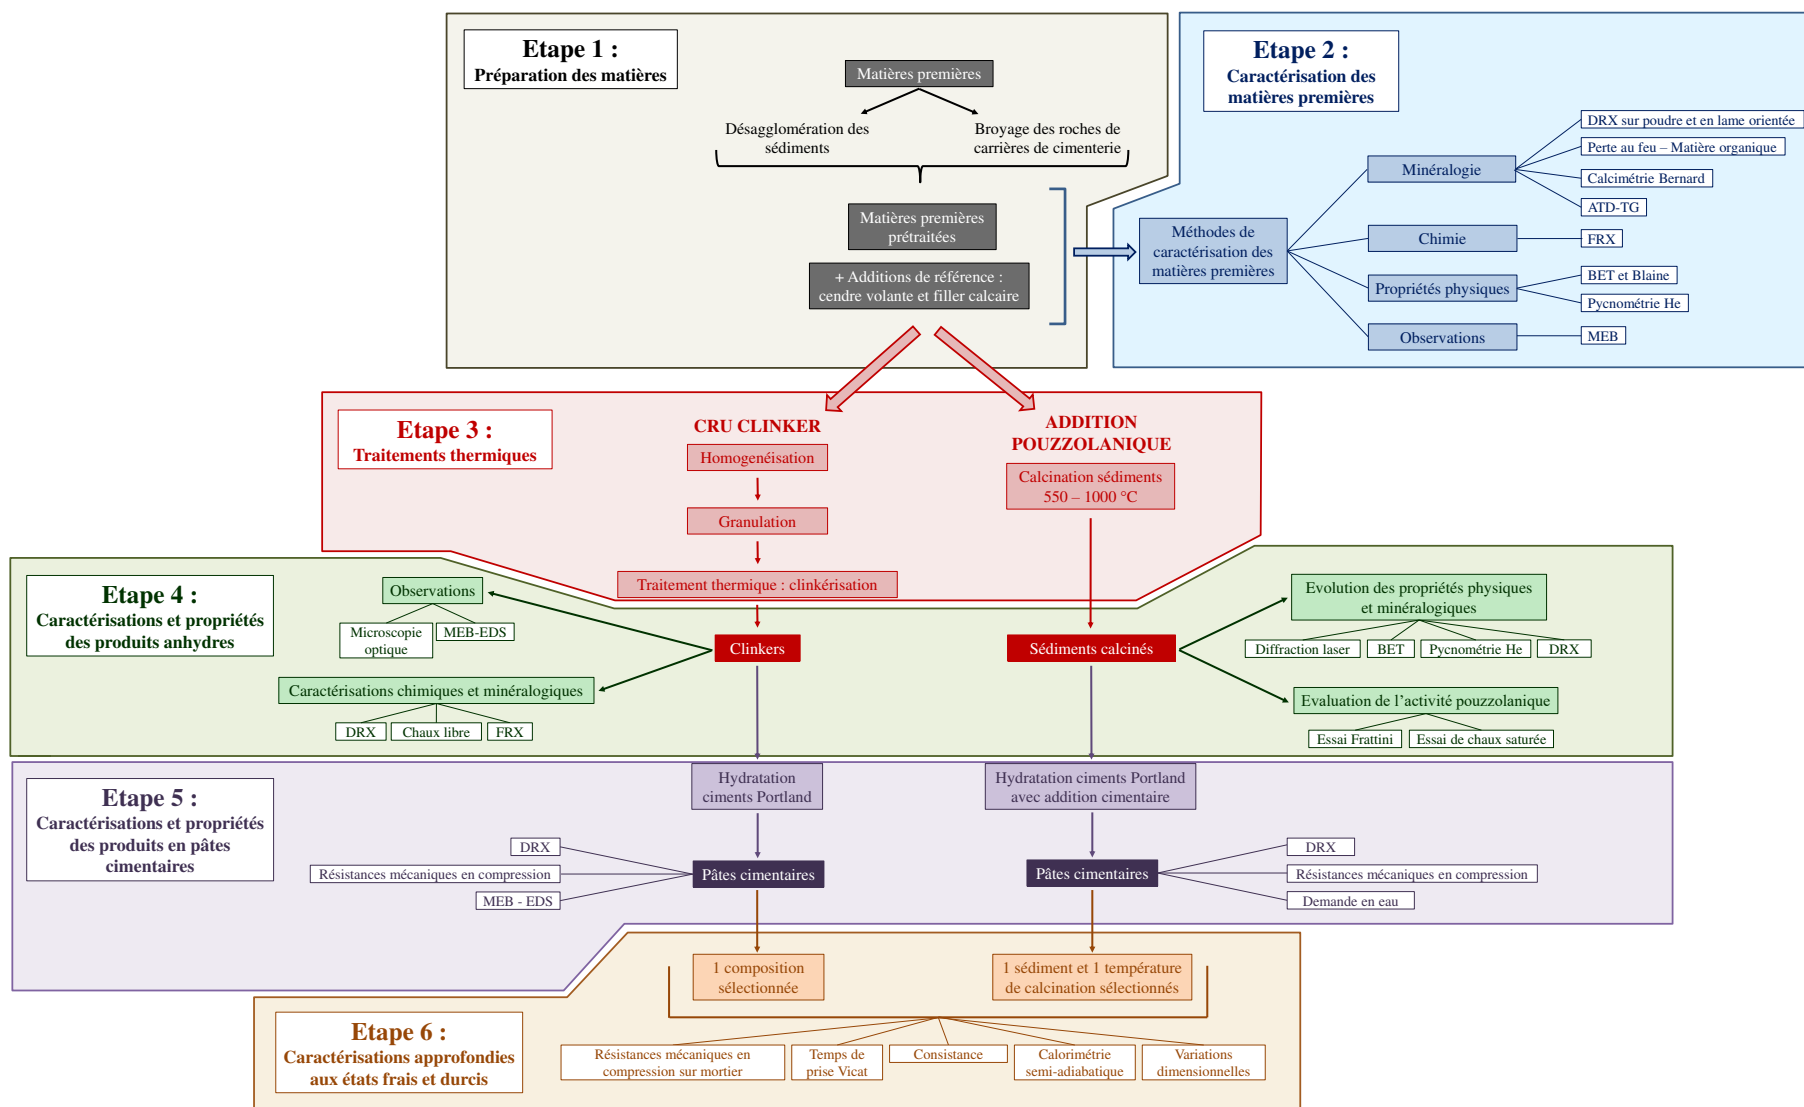 Etape 1 :
Préparation des matières
Matières premières
Désagglomération des
sédiments
Broyage des roches de
carrières de cimenterie
Matières premières
prétraitées
+ Additions de référence :
cendre volante et filler calcaire
Etape 2 :
Caractérisation des
matières premières
Méthodes de
caractérisation des
matières premières
Minéralogie
DRX sur poudre et en lame orientée
Perte au feu – Matière organique
Calcimétrie Bernard
ATD-TG
Chimie
FRX
Propriétés physiques
BET et Blaine
Pycnométrie He
Observations
MEB
Etape 3 :
Traitements thermiques
CRU CLINKER
Homogenéisation
Granulation
Traitement thermique : clinkérisation
ADDITION
POUZZOLANIQUE
Calcination sédiments
550 – 1000 °C
Etape 4 :
Caractérisations et propriétés
des produits anhydres
Observations
Microscopie
optique
MEB-EDS
Clinkers
Caractérisations chimiques et minéralogiques
DRX
Chaux libre
FRX
Sédiments calcinés
Evolution des propriétés physiques
et minéralogiques
Diffraction laser
BET
Pycnométrie He
DRX
Evaluation de l’activité pouzzolanique
Essai Frattini
Essai de chaux saturée
Etape 5 :
Caractérisations et propriétés
des produits en pâtes
cimentaires
Hydratation
ciments Portland
DRX
Résistances mécaniques en compression
MEB - EDS
Pâtes cimentaires
Hydratation ciments Portland
avec addition cimentaire
Pâtes cimentaires
DRX
Résistances mécaniques en compression
Demande en eau
Etape 6 :
Caractérisations approfondies
aux états frais et durcis
1 composition
sélectionnée
1 sédiment et 1 température
de calcination sélectionnés
Résistances mécaniques en
compression sur mortier
Temps de
prise Vicat
Consistance
Calorimétrie
semi-adiabatique
Variations
dimensionnelles